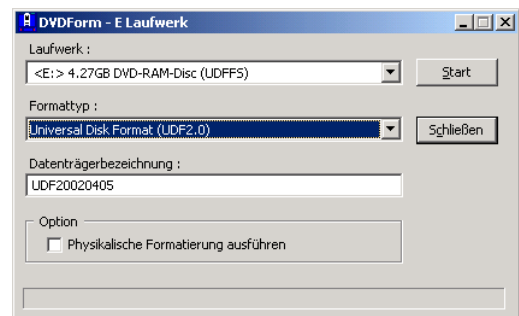 DVDForm - E Laufwerk
Laufwerk :
<E:> 4.27GB DVD-RAM-Disc (UDFFS)
Start
Formattyp :
Universal Disk Format (UDF2.0)
Schließen
Datenträgerbezeichnung :
UDF20020405
Option
Physikalische Formatierung ausführen